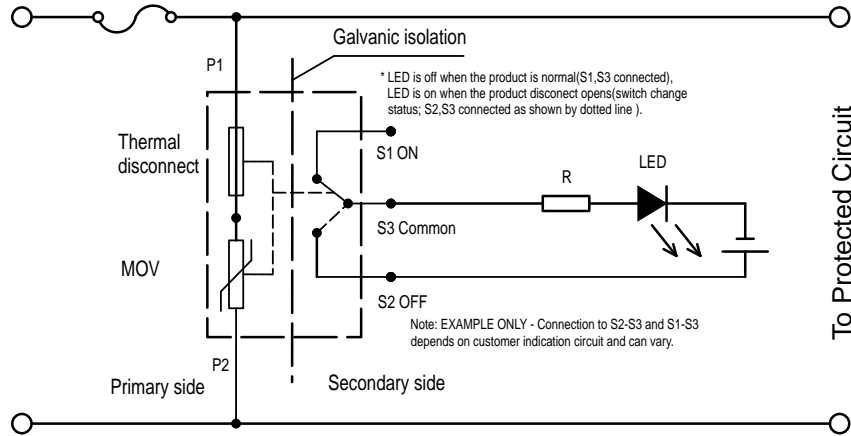 Galvanic isolation
P1
* LED is off when the product is normal(S1,S3 connected),
LED is on when the product disconect opens(switch change
status; S2,S3 connected as shown by dotted line ).
Thermal
disconnect
S1 ON
R
LED
S3 Common
MOV
S2 OFF
Note: EXAMPLE ONLY - Connection to S2-S3 and S1-S3
depends on customer indication circuit and can vary.
P2
Primary side
Secondary side
To Protected Circuit